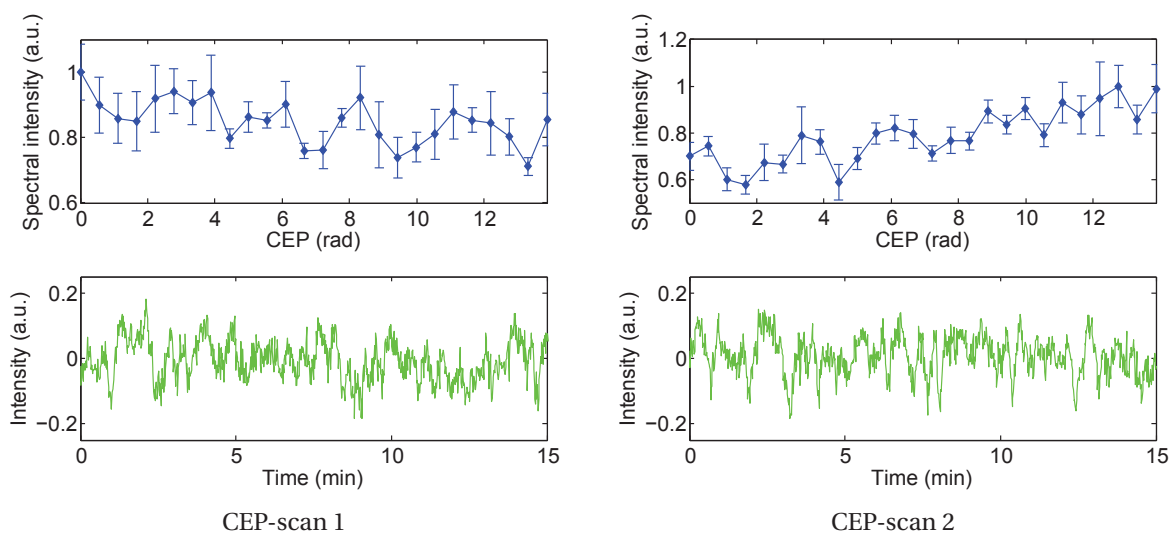 Spectral intensity (a.u.)
1
0.8
0.6
0 2 4 6 8 10 12
CEP (rad)
Spectral intensity (a.u.)
1.2
1
0.8
0.6
0 2 4 6 8 10 12
CEP (rad)
Intensity (a.u.)
0.2
0
−0.2
0 5 10 15
Time (min)
Intensity (a.u.)
0.2
0
−0.2
0 5 10 15
Time (min)
CEP-scan 1
CEP-scan 2